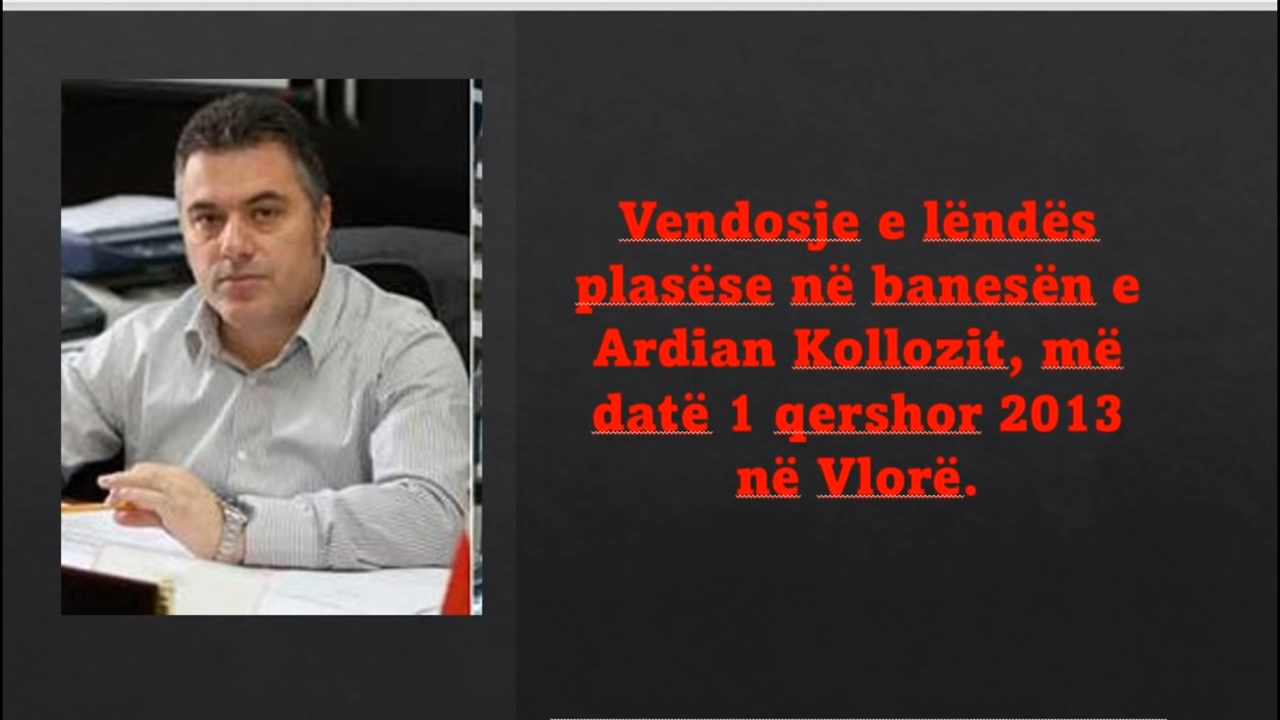 Vendosje e lëndës
plasëse në banesën e
Ardian Kollozit, më
datë 1 qershor 2013
në Vlorë.